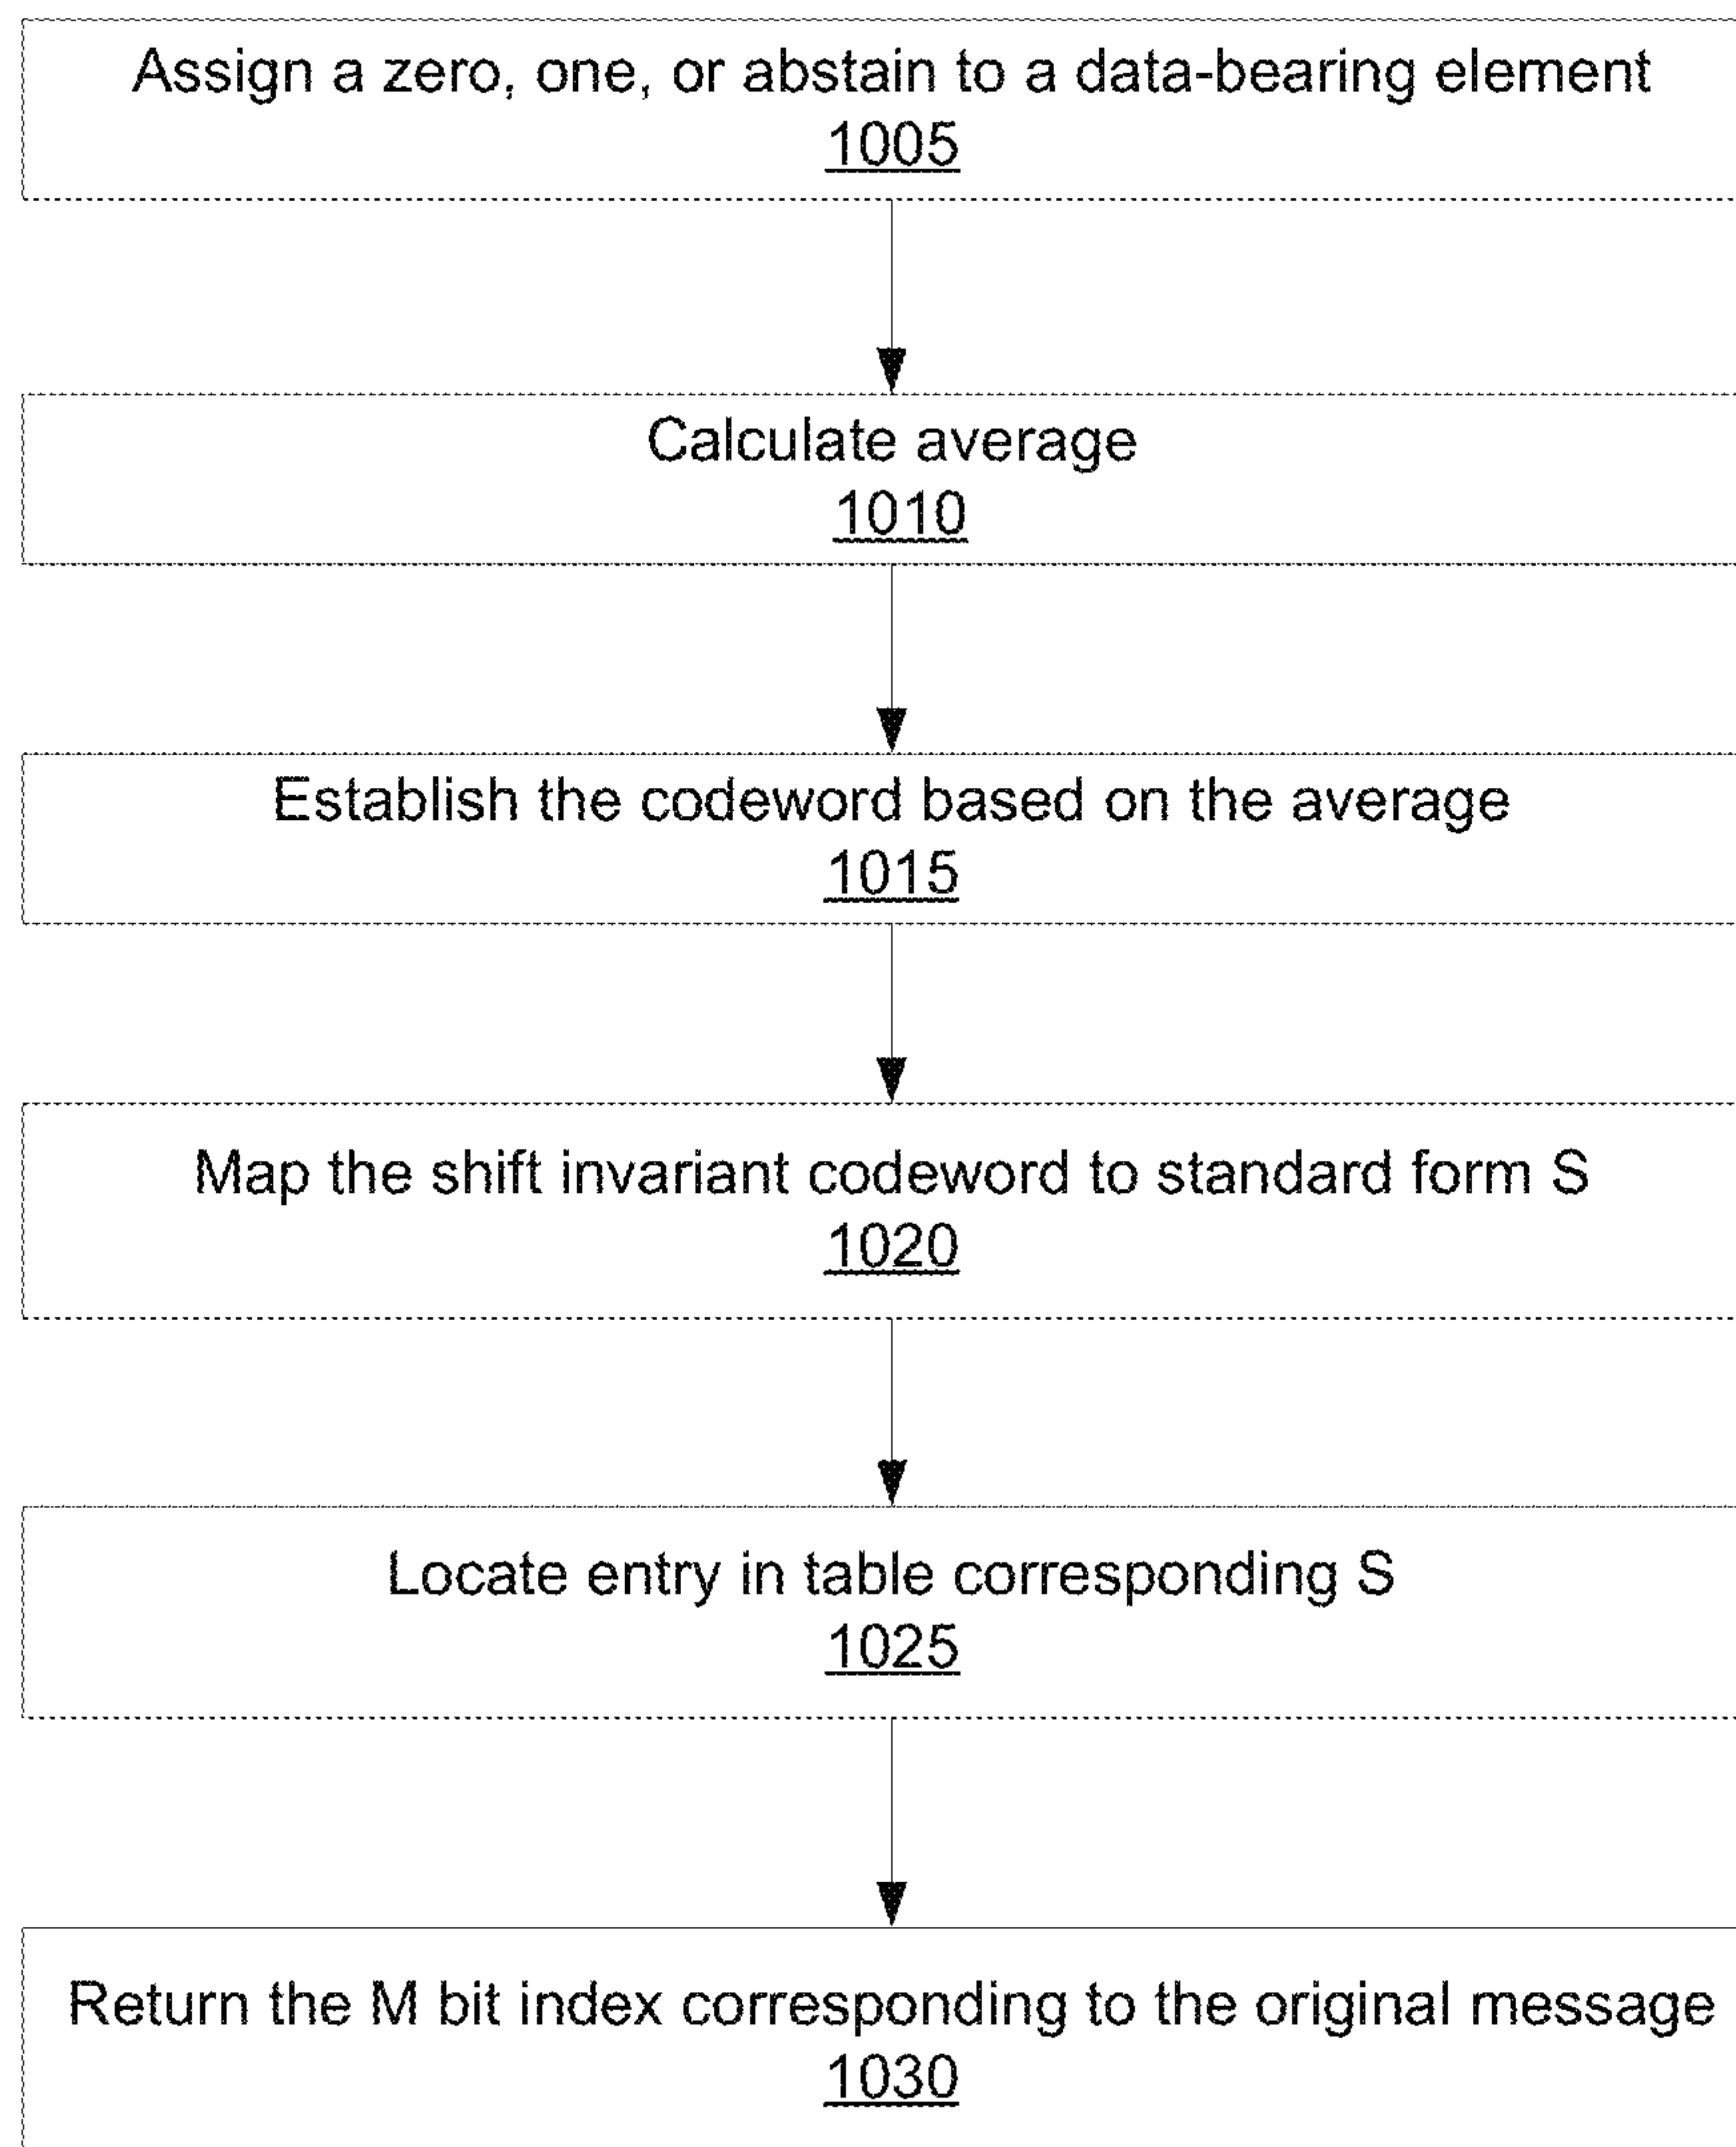 Assign a zero, one, or abstain to a data-bearing element
1005
Calculate average
1010
Establish the codeword based on the average
1015
Map the shift invariant codeword to standard form S
1020
Locate entry in table corresponding S
1025
Return the M bit index corresponding to the original message
1030